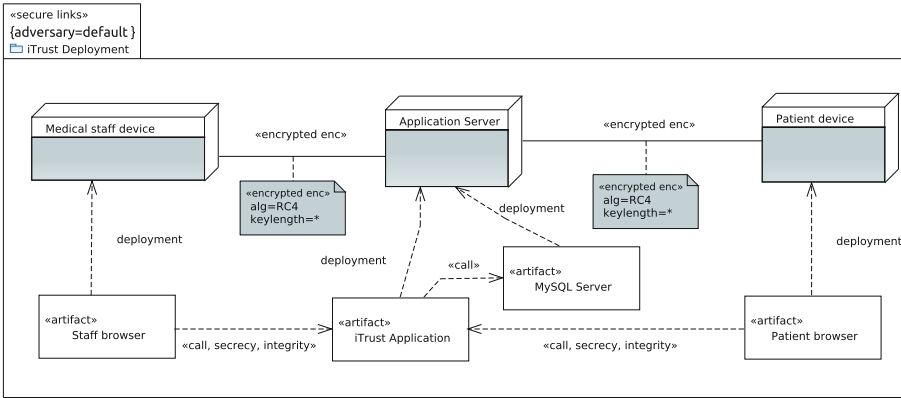 «secure links»
{adversary=default }
iTrust Deployment
Medical staff device
«encrypted enc»
Application Server
«encrypted enc»
Patient device
«encrypted enc»
alg=RC4
keylength=*
«encrypted enc»
alg=RC4
keylength=*
deployment
deployment
deployment
deployment
«call»
«artifact»
MySQL Server
«artifact»
Staff browser
«call, secrecy, integrity»
«artifact»
iTrust Application
«call, secrecy, integrity»
«artifact»
Patient browser